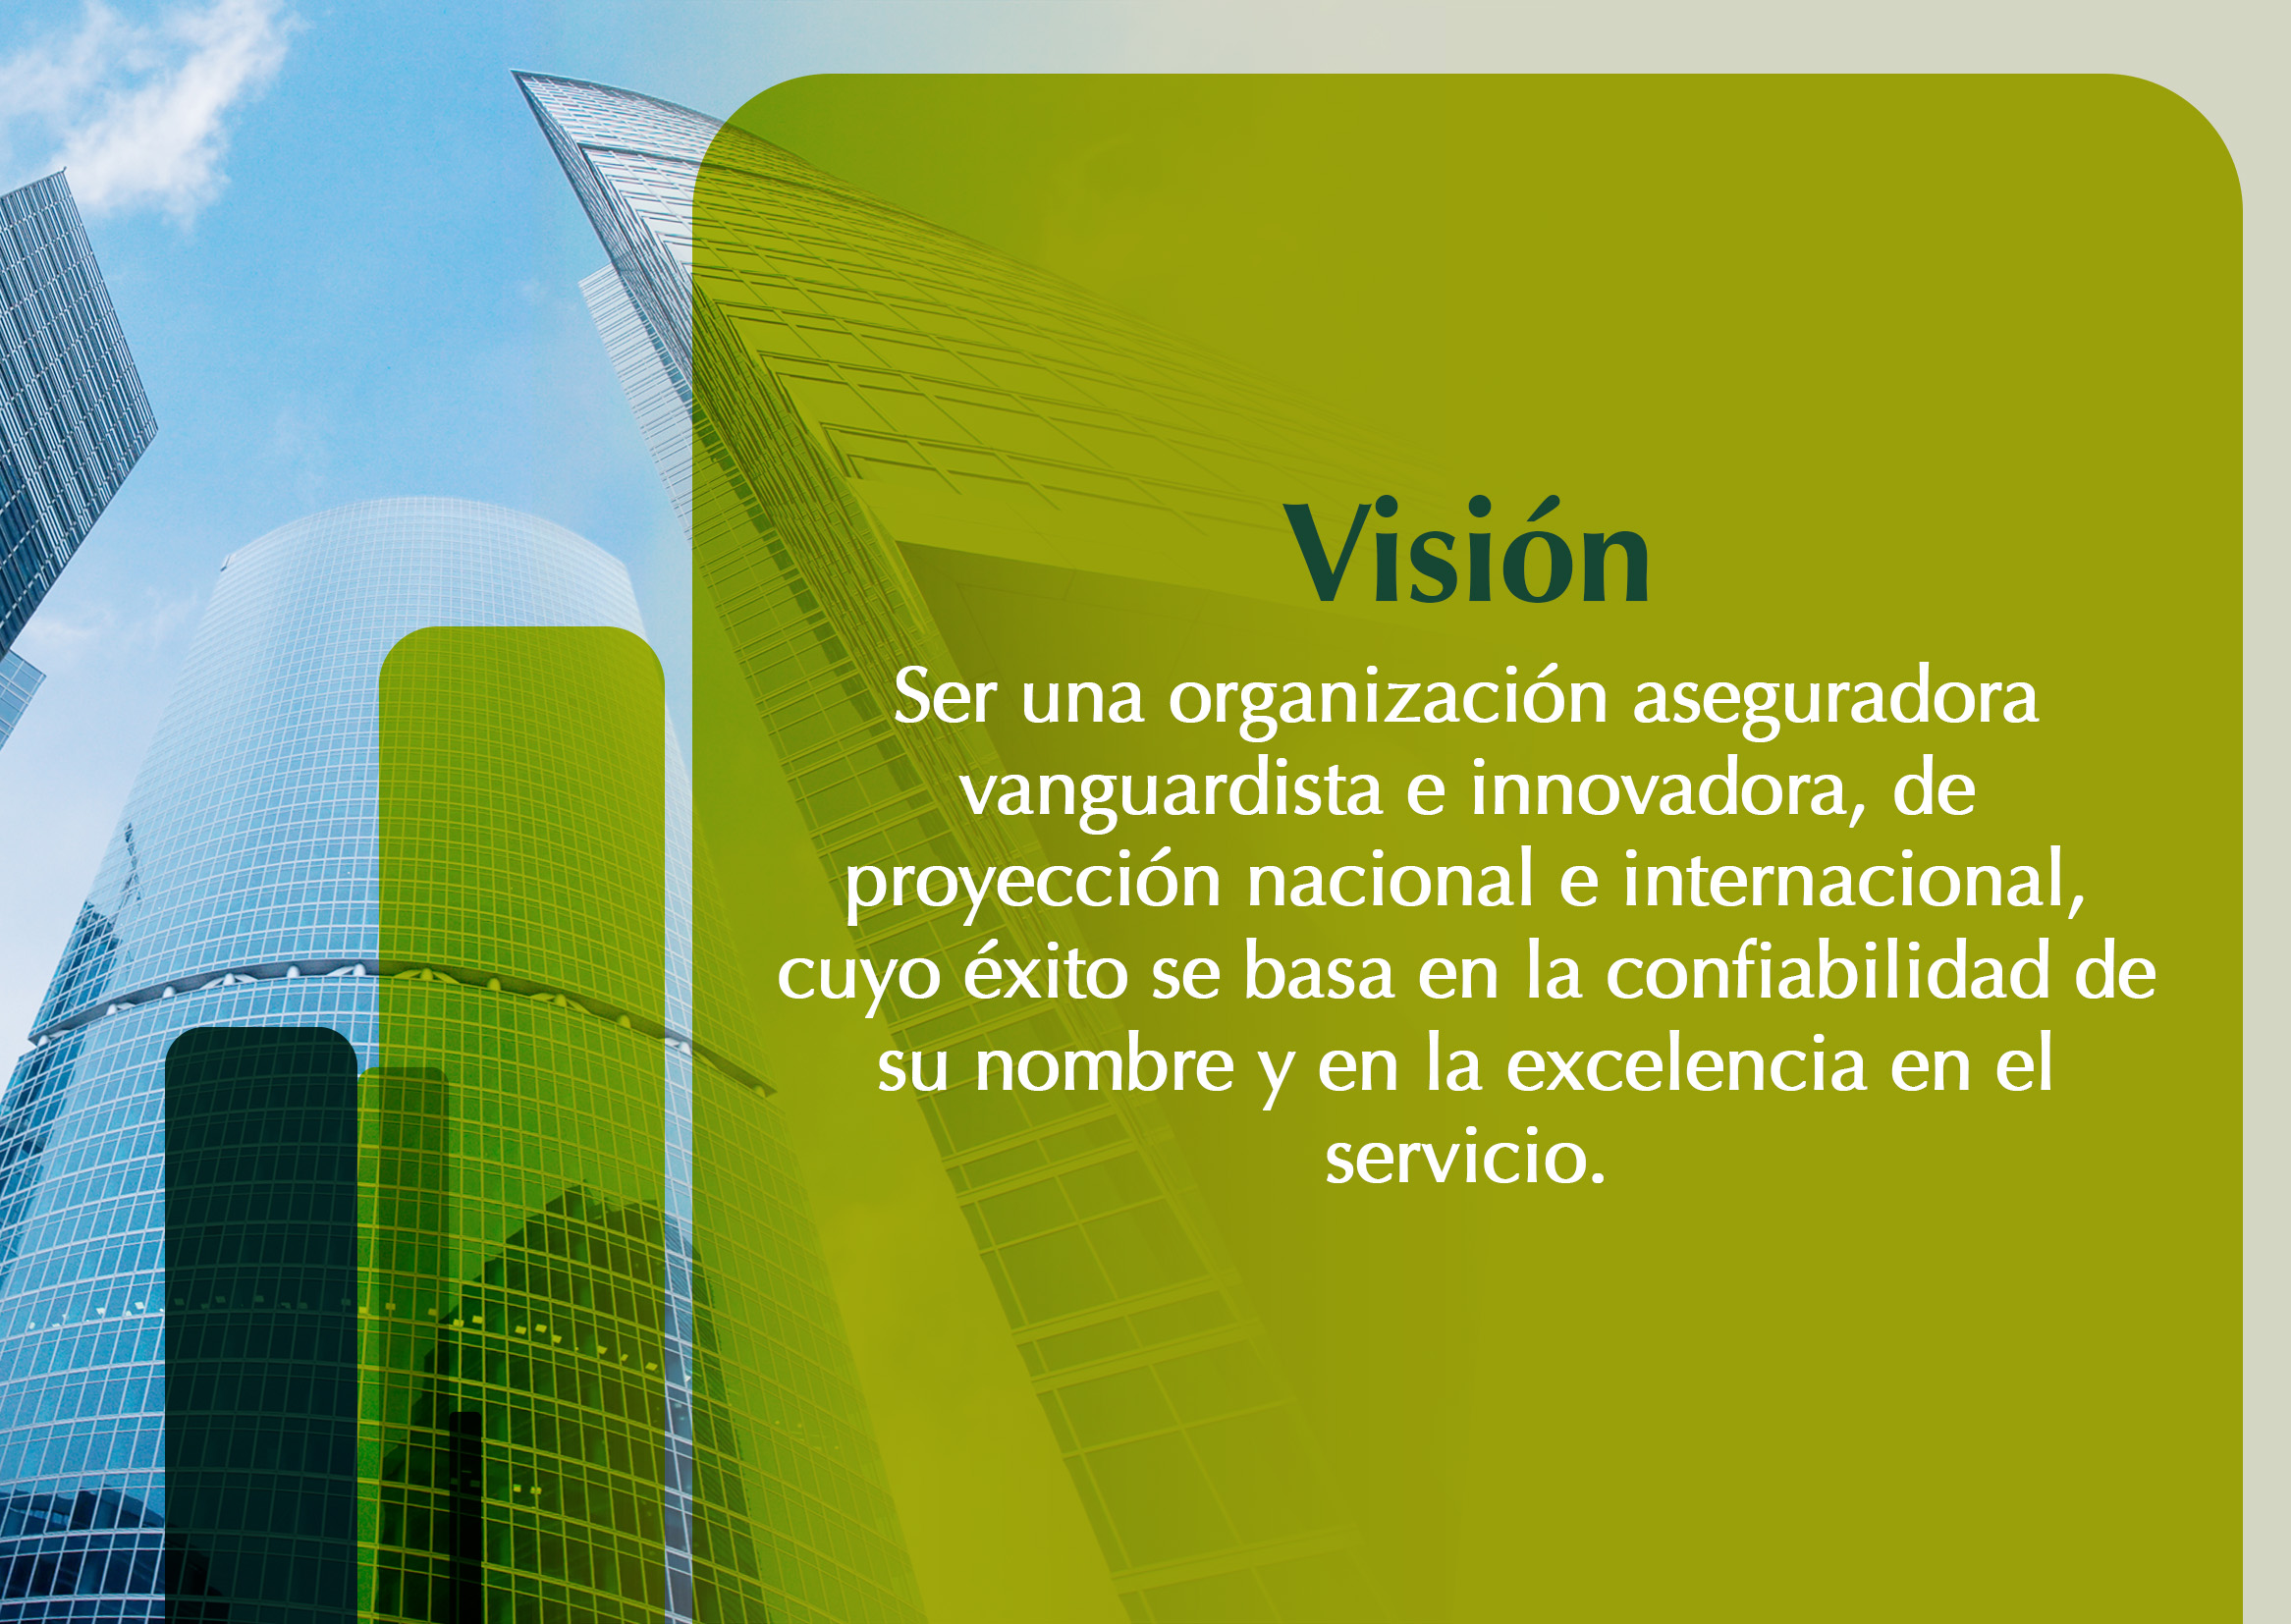 Visión
Ser una organización aseguradora
vanguardista e innovadora, de
proyección nacional e internacional,
cuyo éxito se basa en la confiabilidad de
su nombre y en la excelencia en el
servicio.